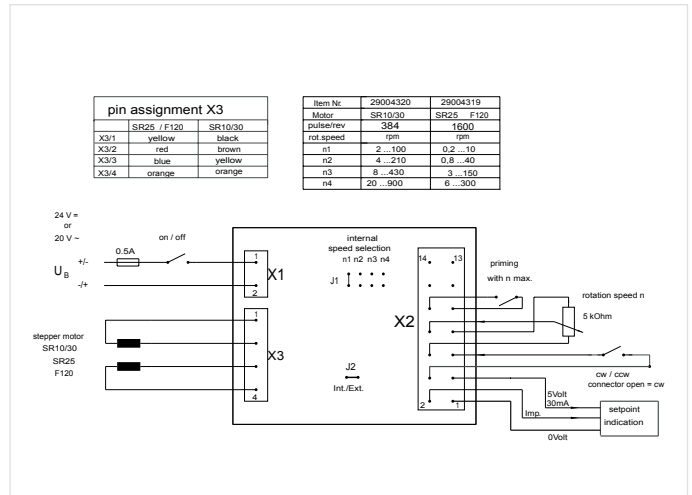 pin assignment X3
SR25 / F120 SR10/30
X3/1 yellow black
X3/2 red brown
X3/3 blue yellow
X3/4 orange orange
Item Nr. 29004320 29004319
Motor SR10/30 SR25 F120
pulse/rev 384 1600
rot.speed rpm rpm
n1 2 ...100 0,2 ...10
n2 4 ...210 0,8 ...40
n3 8 ...430 3 ...150
n4 20 ...900 6 ...300
24 V =
or
20 V ~
on / off
0.5A
+/-
UB
-/+
1
X1
2
internal
speed selection
n1 n2 n3 n4
J1
14 13
priming
with n max.
rotation speed n
5 kOhm
X2
1
X3
4
stepper motor
SR10/30
SR25
F120
J2
Int./Ext.
cw / ccw
connector open = cw
2 1
5Volt
30mA
Imp.
0Volt
setpoint
indication